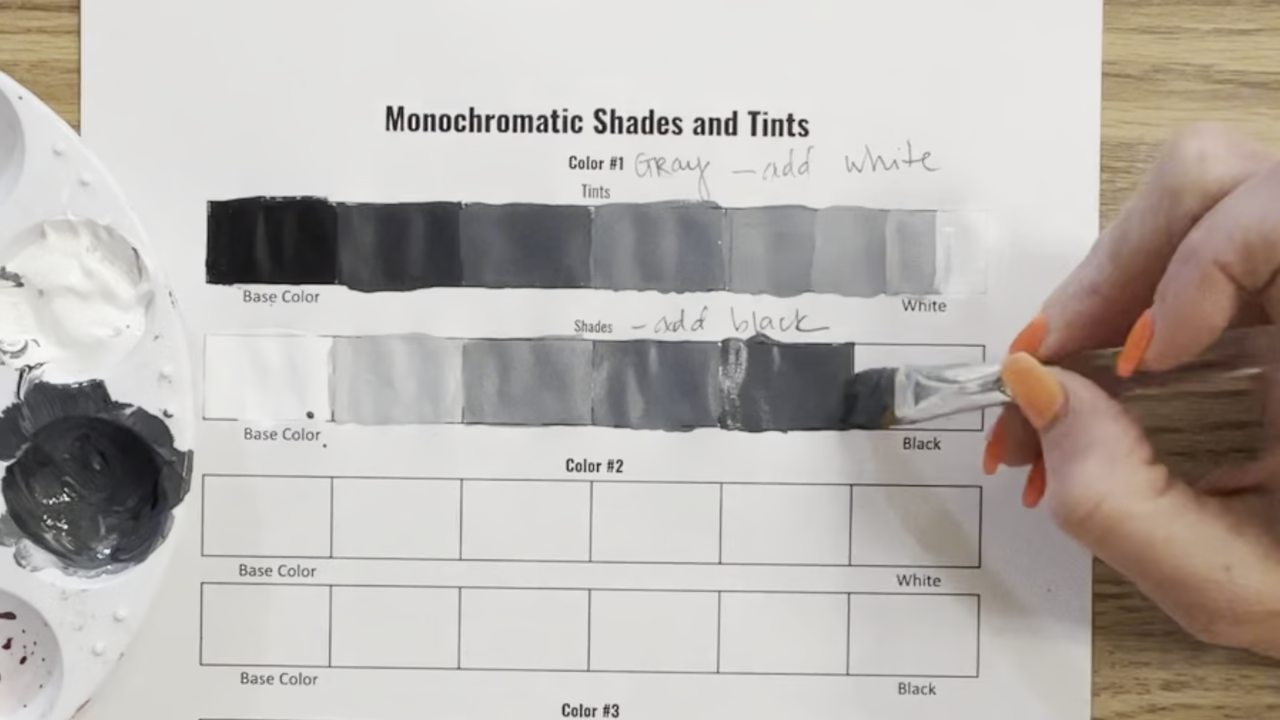 Monochromatic Shades and Tints
Color #1 Gray – add white
Tints
Base Color White
Shades – add black
Base Color Black
Color #2
Base Color White
Base Color Black
Color #3